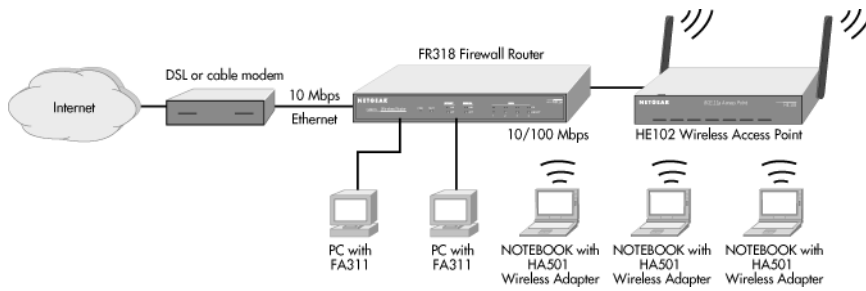 FR318 Firewall Router
DSL or cable modem
Internet
10 Mbps
Ethernet
NETGEAR
10/100 Mbps
NETGEAR
HE102 Wireless Access Point
PC with
FA311
PC with
FA311
NOTEBOOK with
HA501
Wireless Adapter
NOTEBOOK with
HA501
Wireless Adapter
NOTEBOOK with
HA501
Wireless Adapter